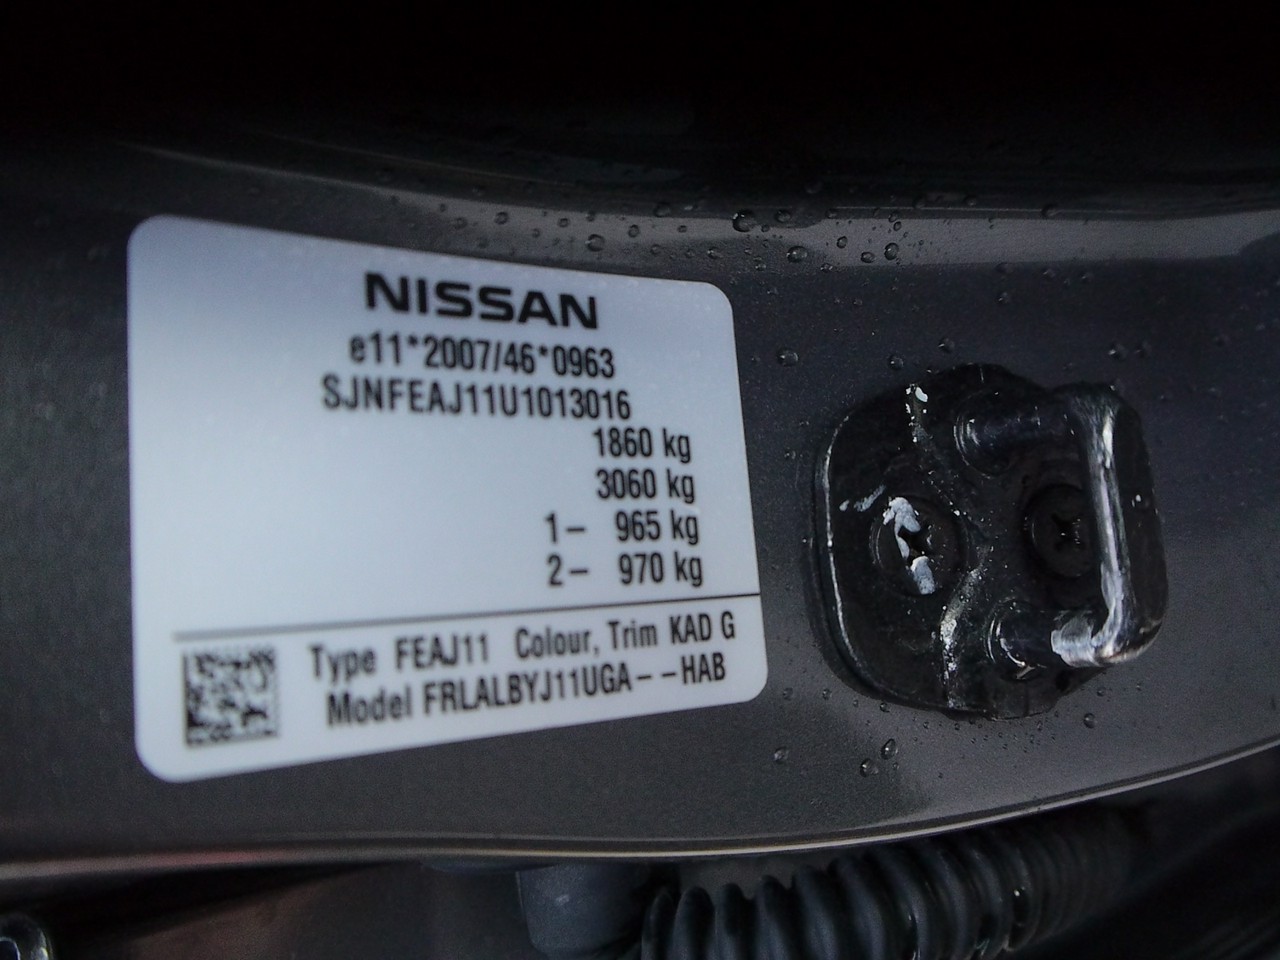 NISSAN
e11*2007/46*0963
SJNFEAJ11U1013016
1860 kg
3060 kg
1– 965 kg
2– 970 kg
Type FEAJ11 Colour, Trim KAD G
Model FRLALBYJ11UGA––HAB